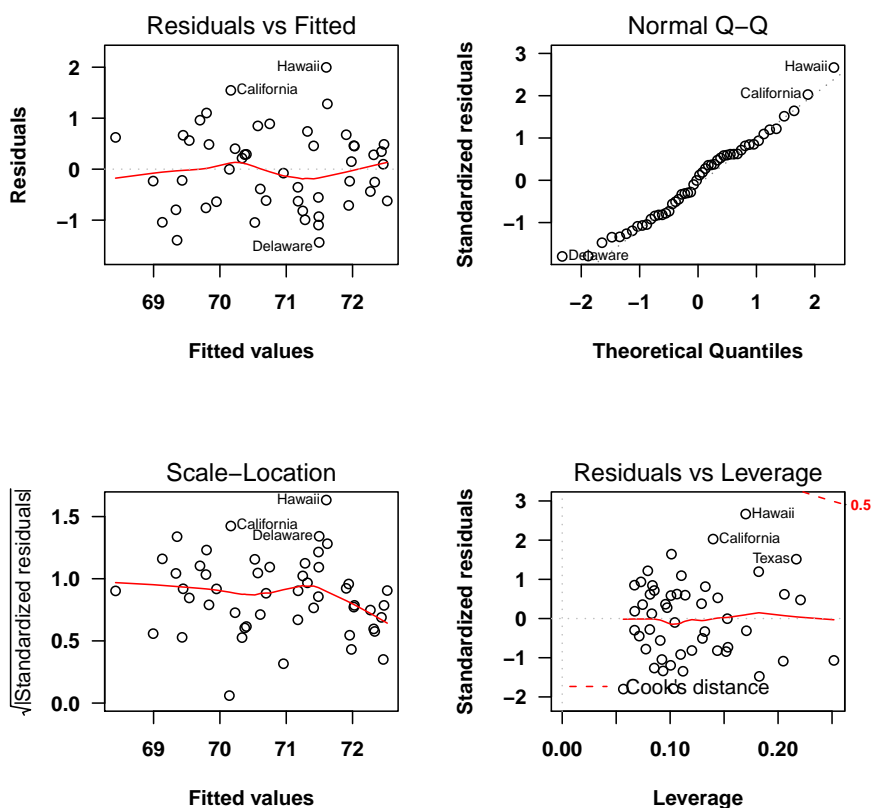 Residuals vs Fitted
Residuals
2
1
0
−1
Hawaii
California
Delaware
69 70 71 72
Fitted values
Normal Q−Q
Standardized residuals
3
2
1
0
−1
Hawaii
California
Delaware
−2 −1 0 1 2
Theoretical Quantiles
Scale−Location
√|Standardized residuals|
1.5
1.0
0.5
0.0
Hawaii
California
Delaware
69 70 71 72
Fitted values
Residuals vs Leverage
Standardized residuals
3
2
1
0
−1
−2
Hawaii
California
Texas
0.5
Cook's distance
0.00 0.10 0.20
Leverage